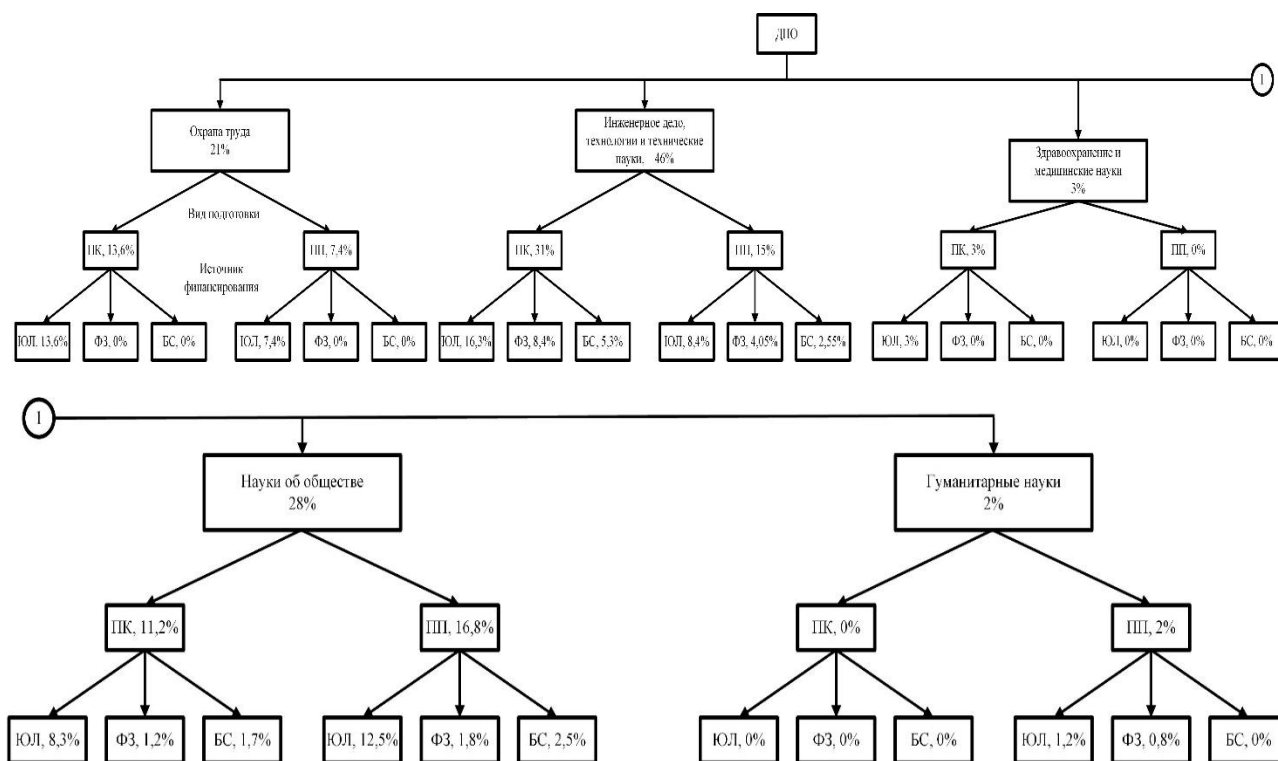 ДПО
1
Охрана труда
21%
Инженерное дело,
технологии и технические
науки, 46%
Здравоохранение и
медицинские науки
3%
Вид подготовки
ПК, 13,6%
ПП, 7,4%
ПК, 31%
ПП, 15%
ПК, 3%
ПП, 0%
Источник
финансирования
ЮЛ, 13,6%
ФЗ, 0%
БС, 0%
ЮЛ, 7,4%
ФЗ, 0%
БС, 0%
ЮЛ, 16,3%
ФЗ, 8,4%
БС, 5,3%
ЮЛ, 8,4%
ФЗ, 4,05%
БС, 2,55%
ЮЛ, 3%
ФЗ, 0%
БС, 0%
ЮЛ, 0%
ФЗ, 0%
БС, 0%
1
Науки об обществе
28%
Гуманитарные науки
2%
ПК, 11,2%
ПП, 16,8%
ПК, 0%
ПП, 2%
ЮЛ, 8,3%
ФЗ, 1,2%
БС, 1,7%
ЮЛ, 12,5%
ФЗ, 1,8%
БС, 2,5%
ЮЛ, 0%
ФЗ, 0%
БС, 0%
ЮЛ, 1,2%
ФЗ, 0,8%
БС, 0%